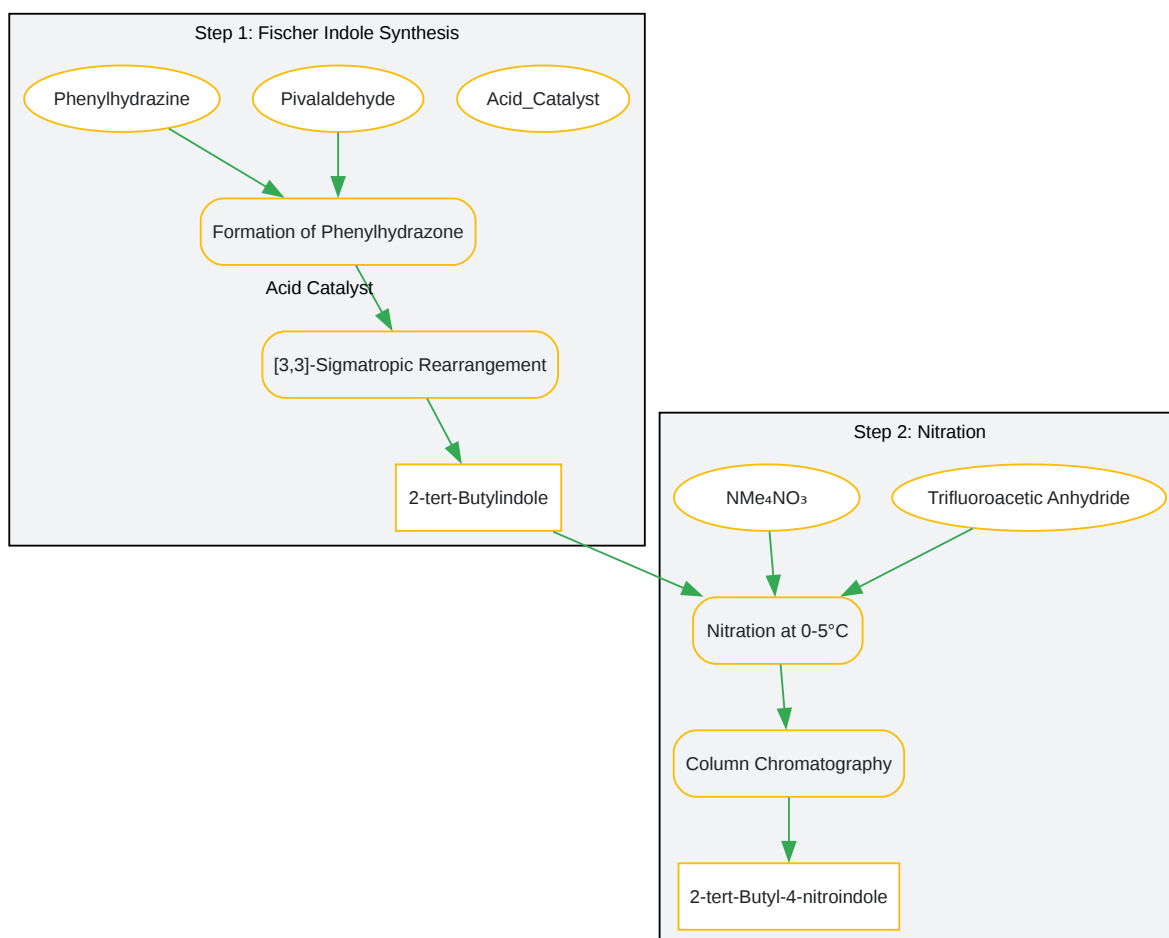 Step 1: Fischer Indole Synthesis
Phenylhydrazine
Pivalaldehyde
Acid_Catalyst
Formation of Phenylhydrazone
Acid Catalyst
[3,3]-Sigmatropic Rearrangement
2-tert-Butylindole
Step 2: Nitration
NMe₄NO₃
Trifluoroacetic Anhydride
Nitration at 0-5°C
Column Chromatography
2-tert-Butyl-4-nitroindole